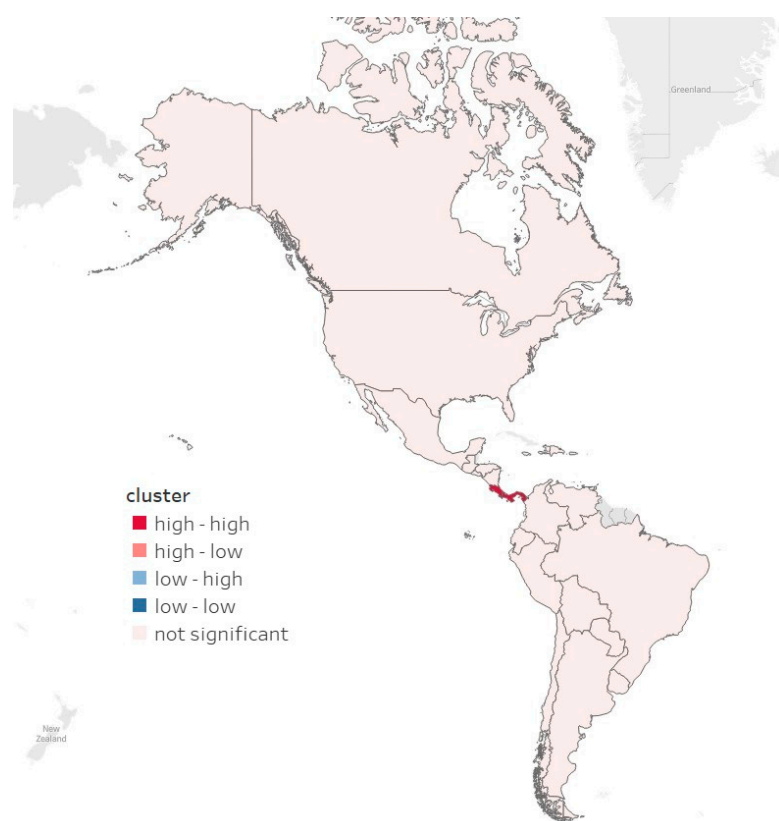 Greenland
cluster
high - high
high - low
low - high
low - low
not significant
New
Zealand